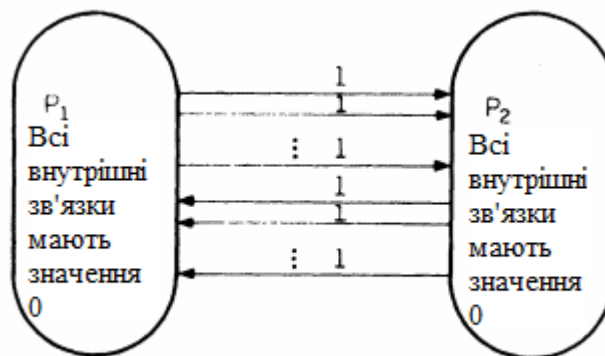 P1
Всі
внутрішні
зв'язки
мають
значення
0
1
1
⋮ 1
1
1
⋮ 1
P2
Всі
внутрішні
зв'язки
мають
значення
0